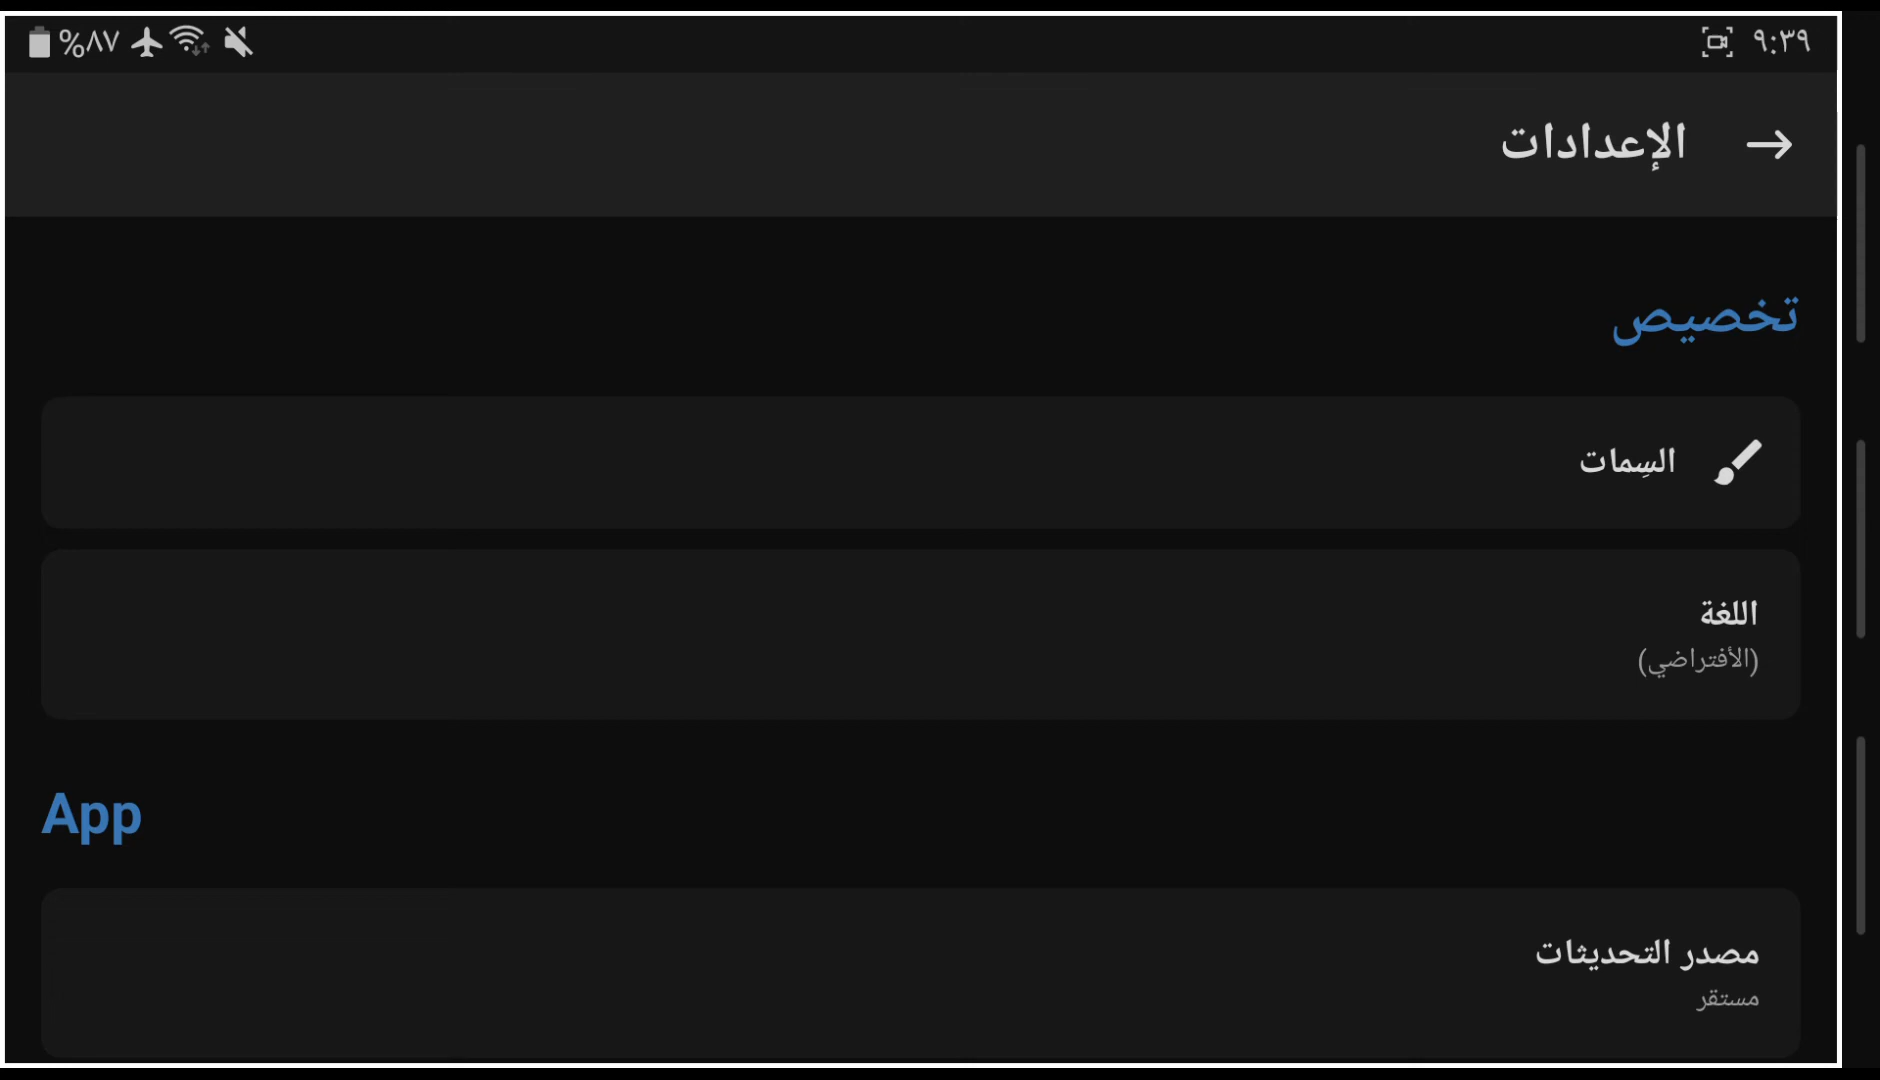 ٩:٣٩
%٨٧
الإعدادات
تخصيص
السِمات
اللغة
(الأفتراضي)
App
مصدر التحديثات
مستقر